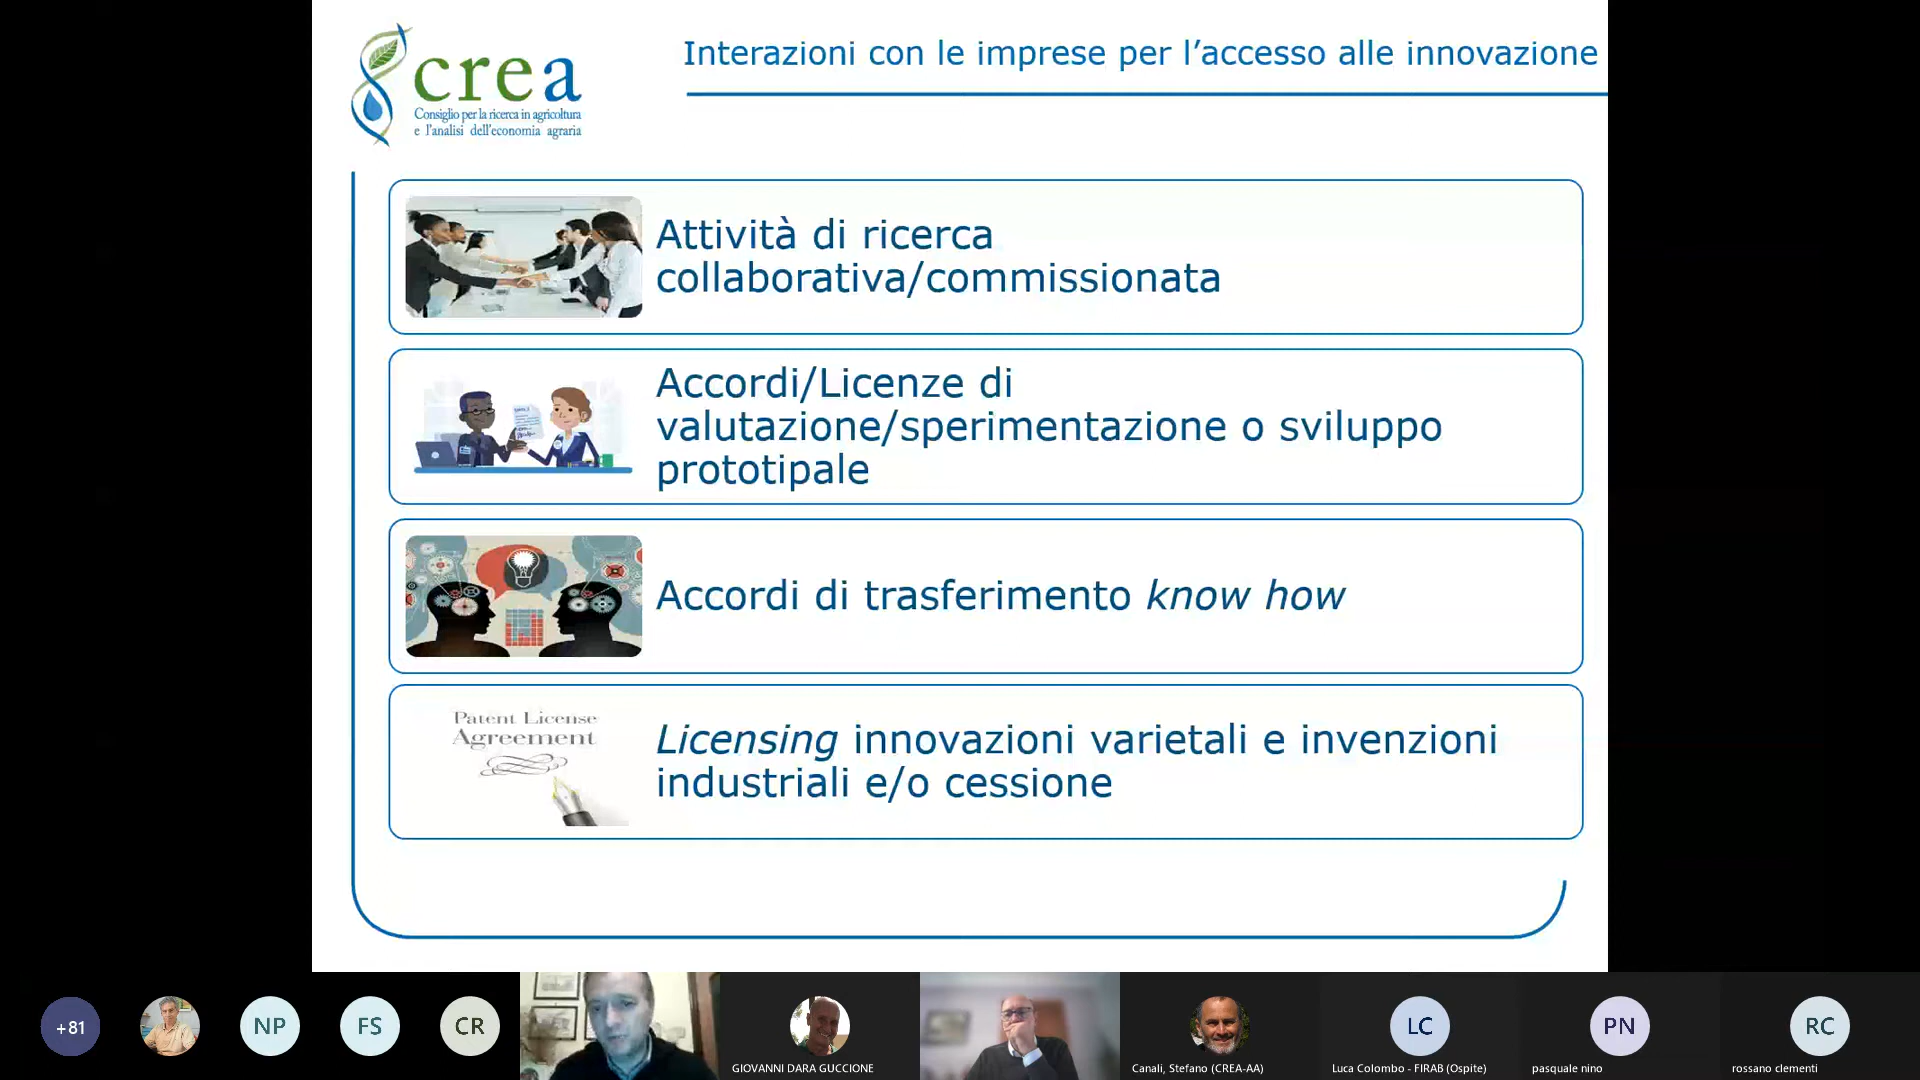 crea
Consiglio per la ricerca in agricoltura
e l'analisi dell'economia agraria
Interazioni con le imprese per l’accesso alle innovazione
Attività di ricerca
collaborativa/commissionata
Accordi/Licenze di
valutazione/sperimentazione o sviluppo
prototipale
Accordi di trasferimento know how
Patent License
Agreement
Licensing innovazioni varietali e invenzioni
industriali e/o cessione
+81
NP
FS
CR
GIOVANNI DARA GUCCIONE
Canali, Stefano (CREA-AA)
LC
Luca Colombo - FIRAB (Ospite)
PN
pasquale nino
RC
rossano clementi